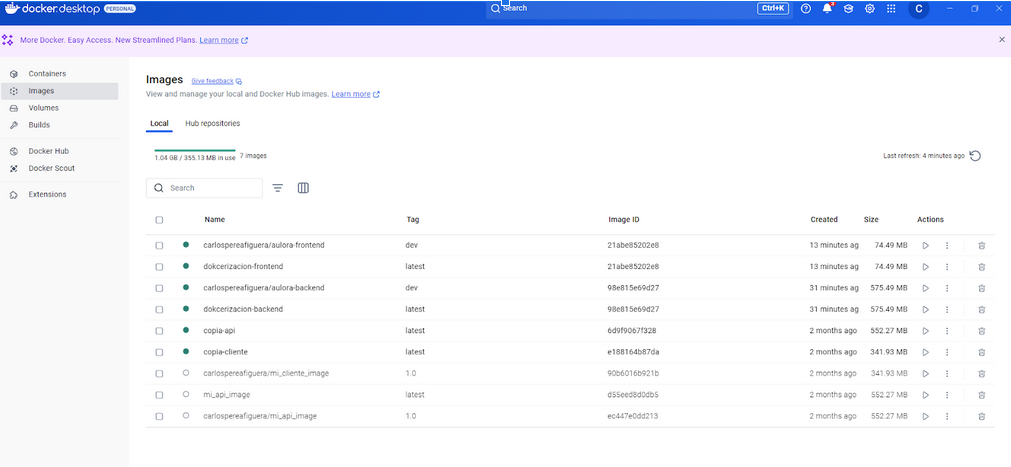 docker.desktop PERSONAL Search Ctrl+K 3 C
More Docker. Easy Access. New Streamlined Plans. Learn more
Containers
Images
Volumes
Builds
Docker Hub
Docker Scout
Extensions
Images Give feedback
View and manage your local and Docker Hub images. Learn more
Local Hub repositories
1.04 GB / 355.13 MB in use 7 images Last refresh: 4 minutes ago
Search
Name Tag Image ID Created Size Actions
carlospereafiguera/aulora-frontend dev 21abe85202e8 13 minutes ag 74.49 MB
dokcerizacion-frontend latest 21abe85202e8 13 minutes ag 74.49 MB
carlospereafiguera/aulora-backend dev 98e815e69d27 31 minutes ag 575.49 MB
dokcerizacion-backend latest 98e815e69d27 31 minutes ag 575.49 MB
copia-api latest 6d9f9067f328 2 months ago 552.27 MB
copia-cliente latest e188164b87da 2 months ago 341.93 MB
carlospereafiguera/mi_cliente_image 1.0 90b6016b921b 2 months ago 341.93 MB
mi_api_image latest d55eed8d0db5 2 months ago 552.27 MB
carlospereafiguera/mi_api_image 1.0 ec447e0dd213 2 months ago 552.27 MB